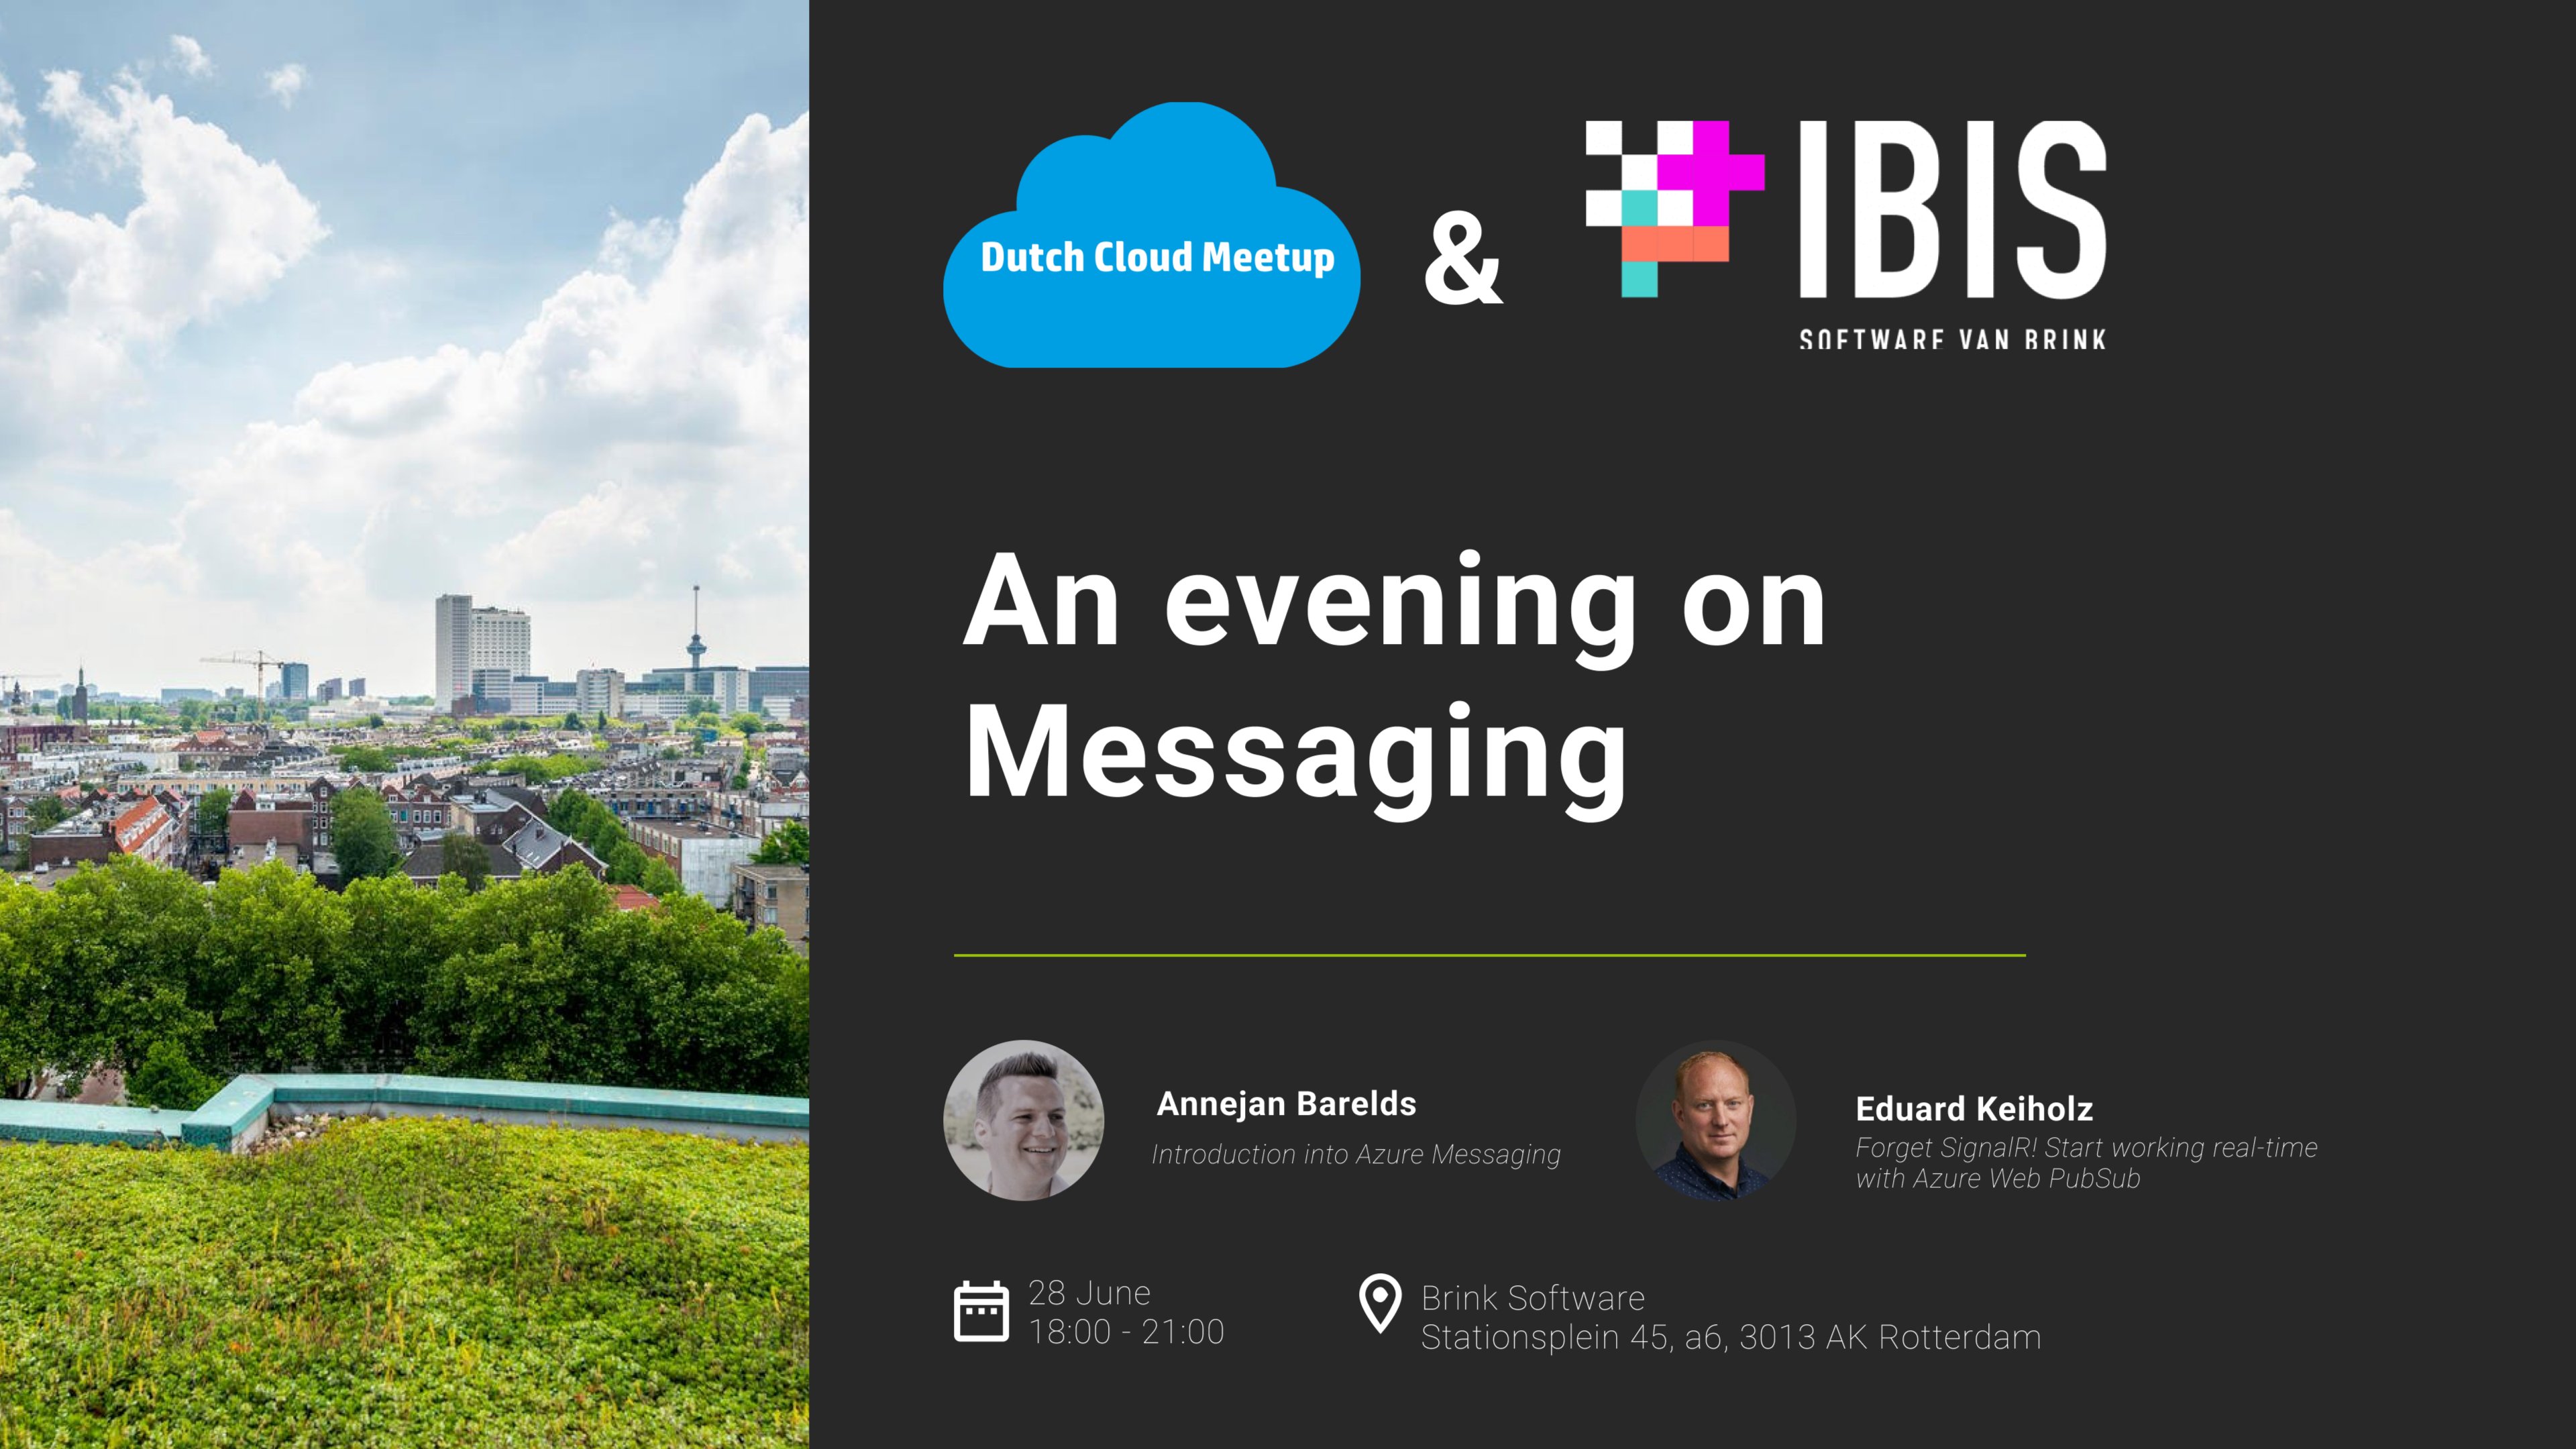 Dutch Cloud Meetup
&
IBIS
SOFTWARE VAN BRINK
An evening on
Messaging
Annejan Barelds
Introduction into Azure Messaging
Eduard Keiholz
Forget SignalR! Start working real-time
with Azure Web PubSub
28 June
18:00 - 21:00
Brink Software
Stationsplein 45, a6, 3013 AK Rotterdam